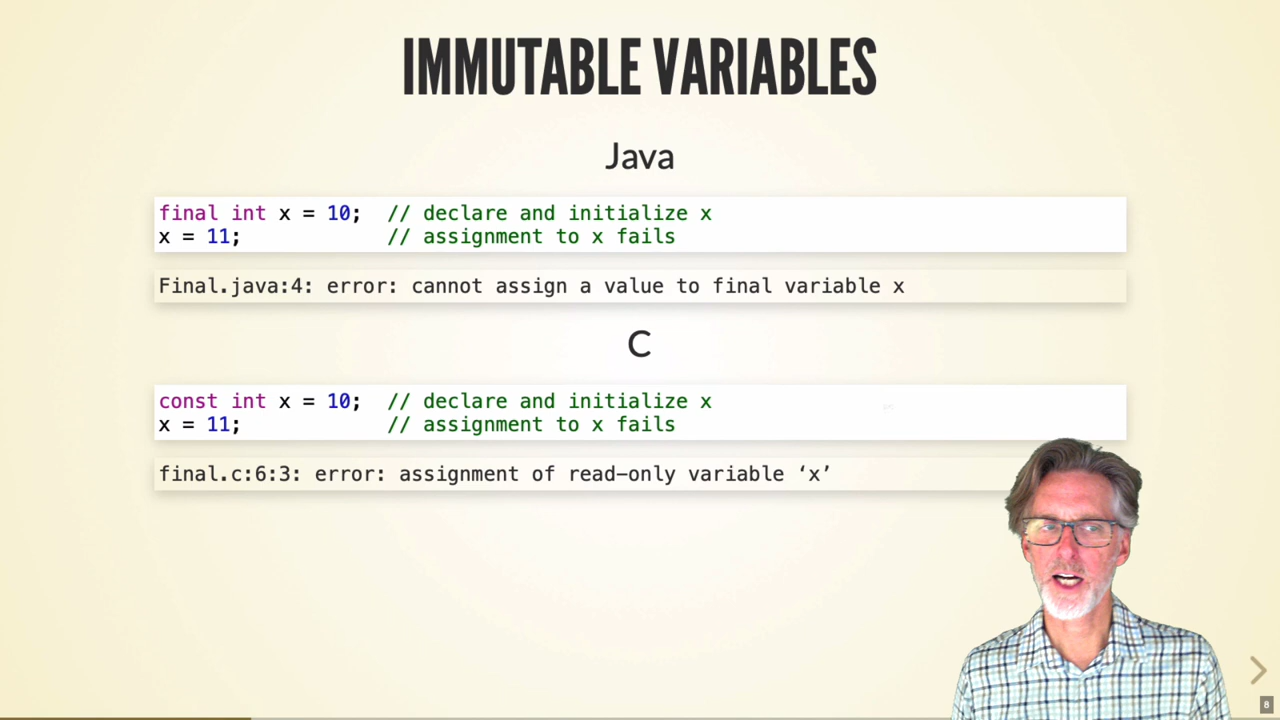 IMMUTABLE VARIABLES
Java
final int x = 10;  // declare and initialize x
x = 11;            // assignment to x fails
Final.java:4: error: cannot assign a value to final variable x
C
const int x = 10;  // declare and initialize x
x = 11;            // assignment to x fails
final.c:6:3: error: assignment of read-only variable ‘x’
8